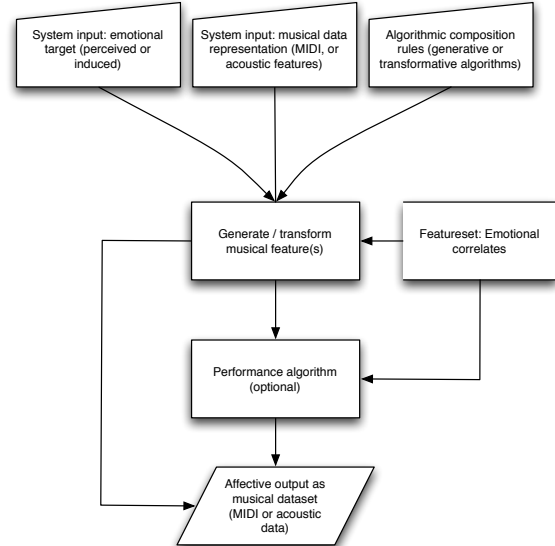 System input: emotional
target (perceived or
induced)
System input: musical data
representation (MIDI, or
acoustic features)
Algorithmic composition
rules (generative or
transformative algorithms)
Generate / transform
musical feature(s)
Featureset: Emotional
correlates
Performance algorithm
(optional)
Affective output as
musical dataset
(MIDI or acoustic
data)